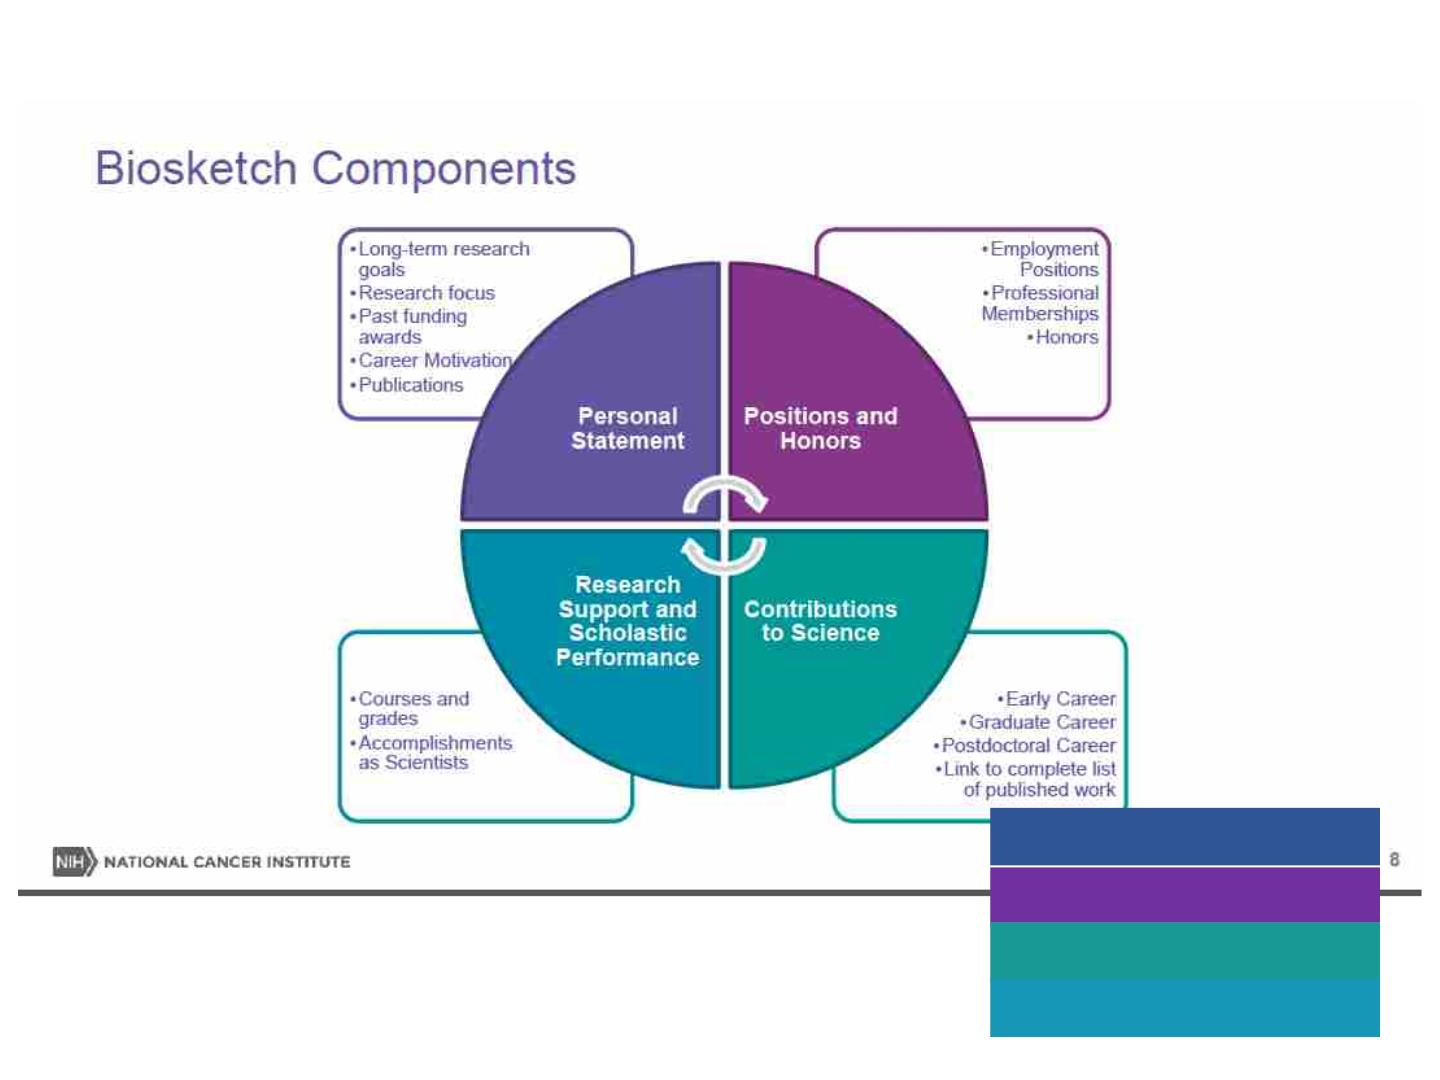 Biosketch Components
•Long-term research
goals
•Research focus
•Past funding
awards
•Career Motivation
•Publications
•Employment
Positions
•Professional
Memberships
•Honors
Personal
Statement
Positions and
Honors
Research
Support and
Scholastic
Performance
Contributions
to Science
•Courses and
grades
•Accomplishments
as Scientists
•Early Career
•Graduate Career
•Postdoctoral Career
•Link to complete list
of published work
NIH NATIONAL CANCER INSTITUTE
8